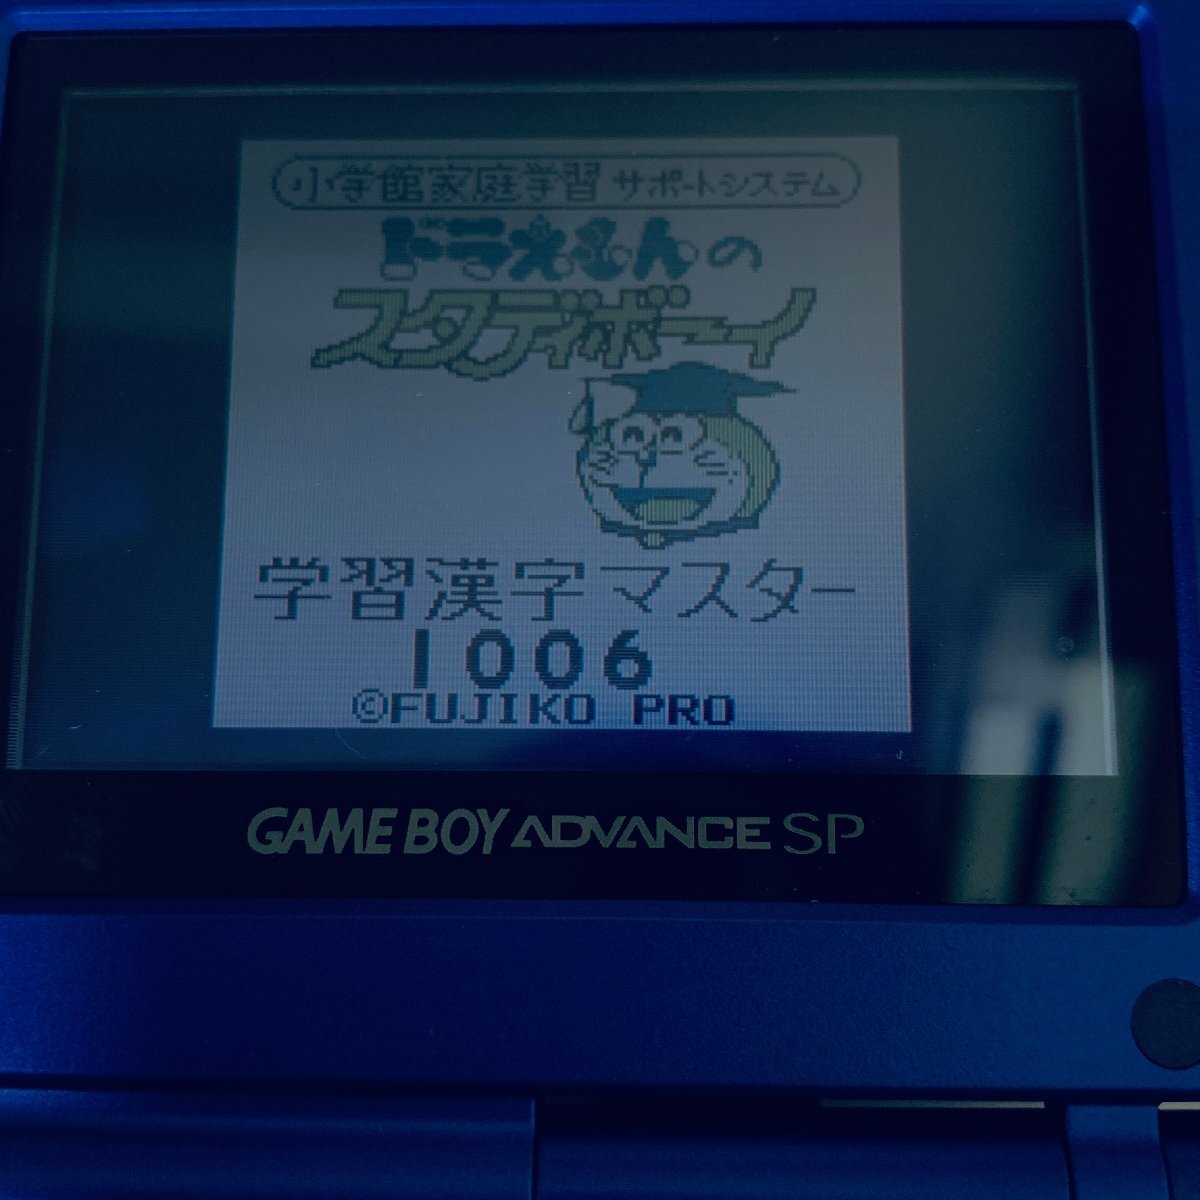 小学館家庭学習 サポートシステム
ドラえもんの
スタディボーイ
学習漢字マスター
1006
©FUJIKO PRO
GAME BOY ADVANCE SP